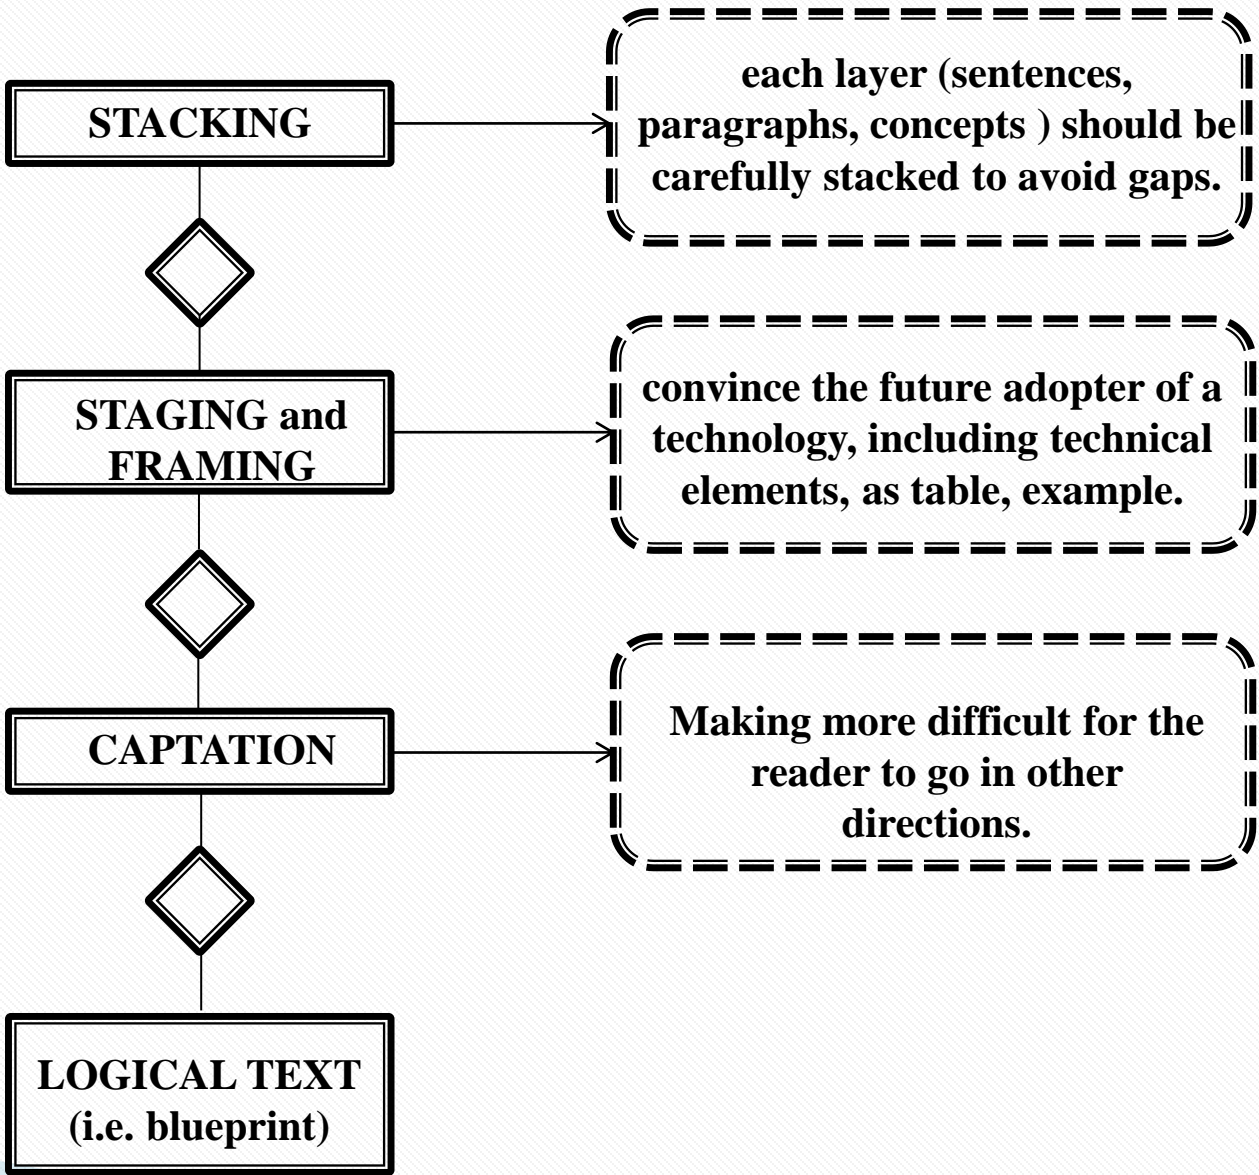 STACKING
each layer (sentences,
paragraphs, concepts ) should be
carefully stacked to avoid gaps.
STAGING and
FRAMING
convince the future adopter of a
technology, including technical
elements, as table, example.
CAPTATION
Making more difficult for the
reader to go in other
directions.
LOGICAL TEXT
(i.e. blueprint)